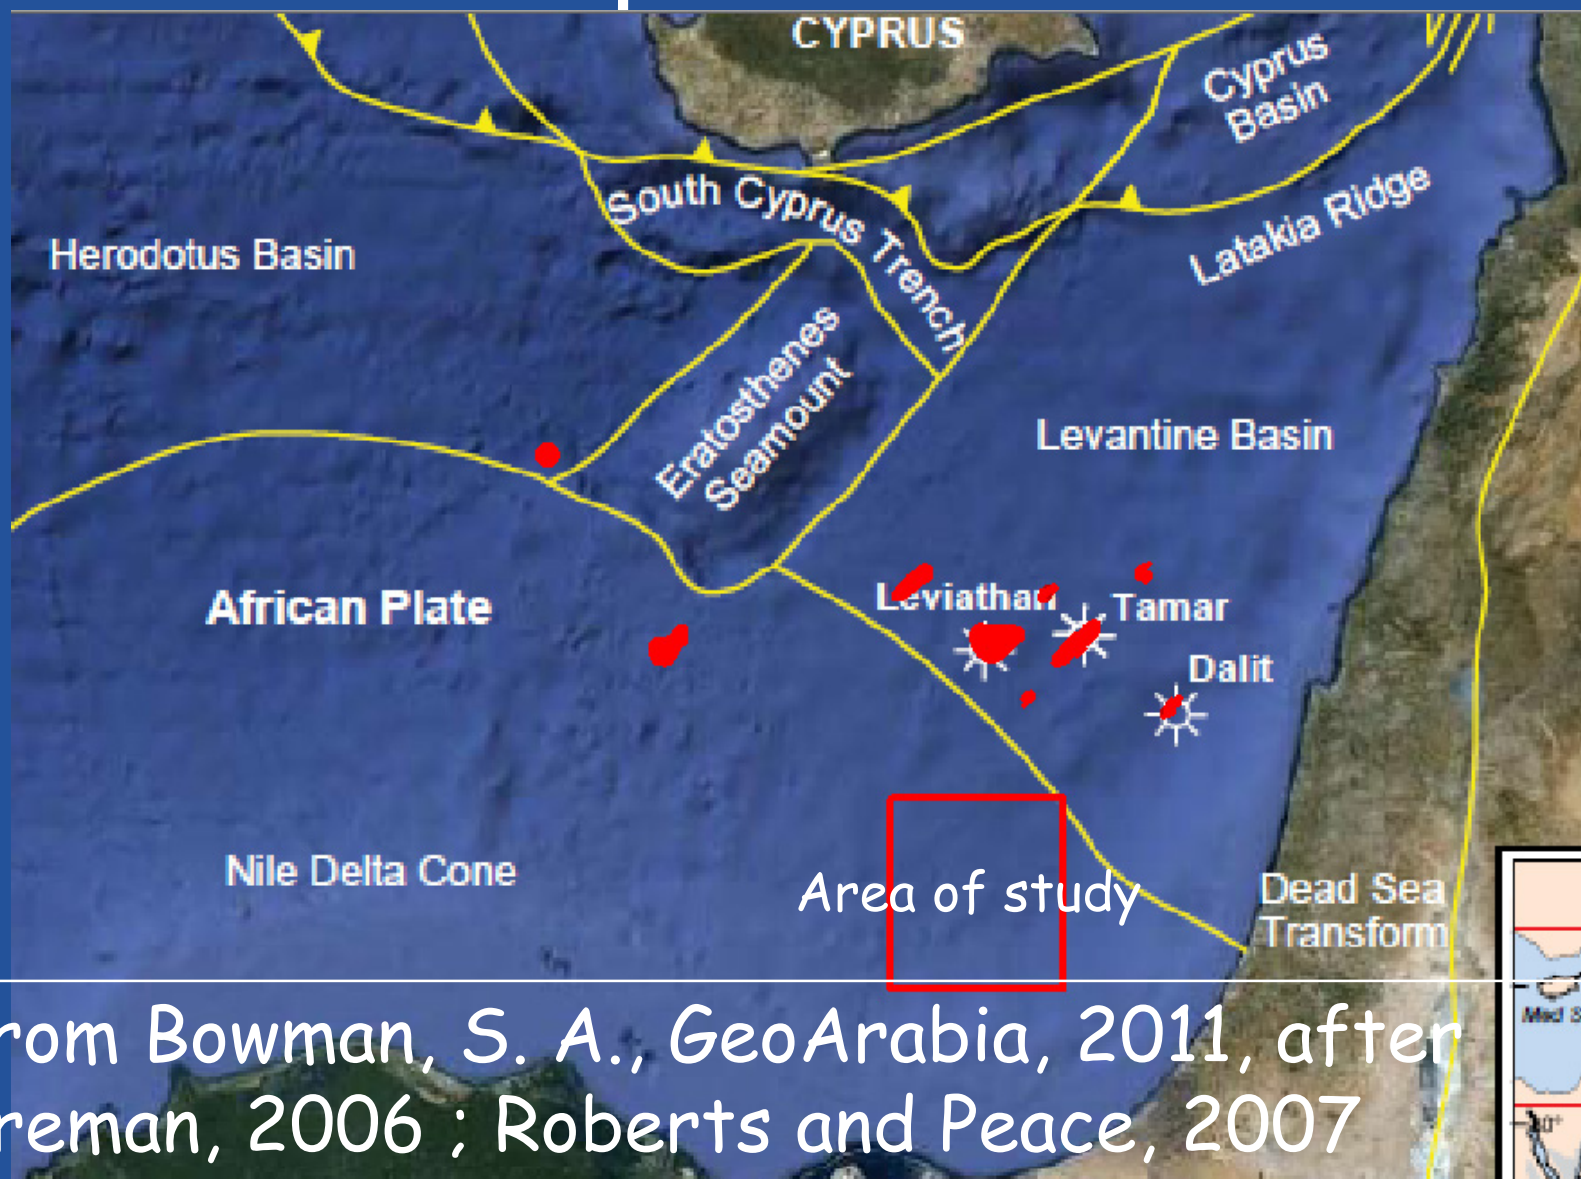 CYPRUS
Cyprus
Basin
South Cyprus Trench
Latakia Ridge
Herodotus Basin
Eratosthenes
Seamount
Levantine Basin
African Plate
Leviathan
Tamar
Dalit
Nile Delta Cone
Area of study
Dead Sea
Transform
rom Bowman, S. A., GeoArabia, 2011, after
reman, 2006 ; Roberts and Peace, 2007
Med S